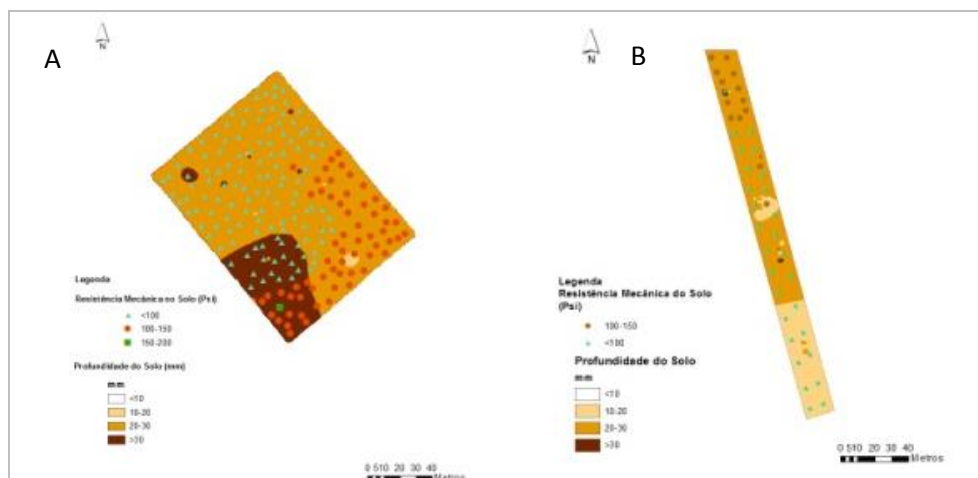 A
N
Legenda
Resistência Mecânica no Solo (Psi)
<100
100-150
150-200
Profundidade do Solo (mm)
mm
<10
10-20
20-30
>30
0 510 20 30 40
Metros
B
N
Legenda
Resistência Mecânica do Solo
(Psi)
100-150
<100
Profundidade do Solo
mm
<10
10-20
20-30
>30
0 510 20 30 40
Metros